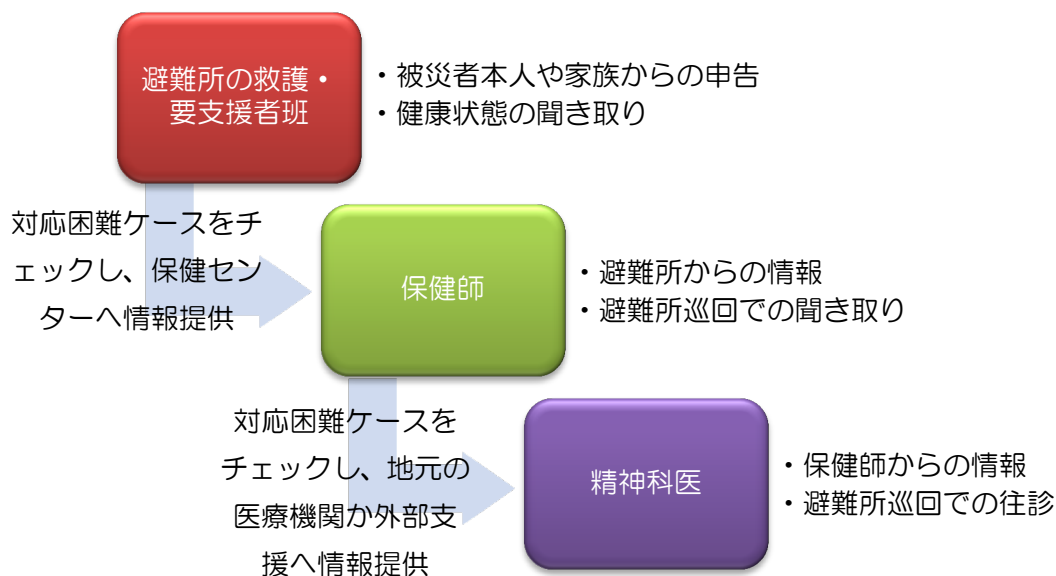 避難所の救護・
要支援者班
・被災者本人や家族からの申告
・健康状態の聞き取り
対応困難ケースをチ
ェックし、保健セン
ターへ情報提供
保健師
・避難所からの情報
・避難所巡回での聞き取り
対応困難ケースを
チェックし、地元の
医療機関か外部支
援へ情報提供
精神科医
・保健師からの情報
・避難所巡回での往診